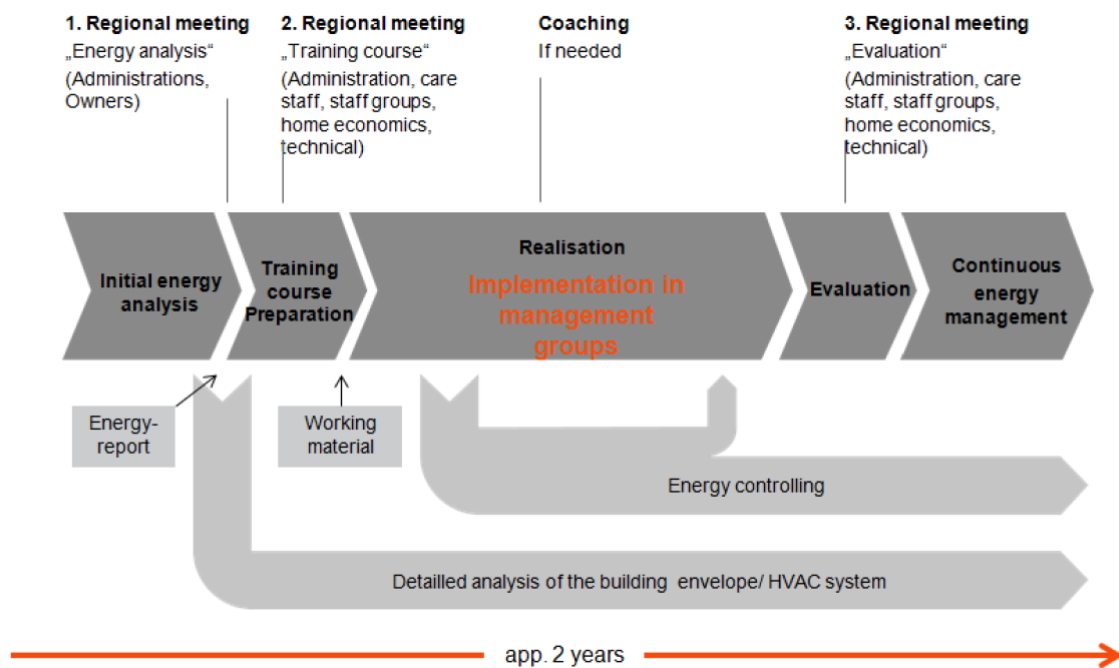 1. Regional meeting
„Energy analysis“
(Administrations,
Owners)
2. Regional meeting
„Training course“
(Administration, care
staff, staff groups,
home economics,
technical)
Coaching
If needed
3. Regional meeting
„Evaluation“
(Administration, care
staff, staff groups,
home economics,
technical)
Initial energy
analysis
Training
course
Preparation
Realisation
Implementation in
management
groups
Evaluation
Continuous
energy
management
Energy-
report
Working
material
Energy controlling
Detailled analysis of the building envelope/ HVAC system
app. 2 years